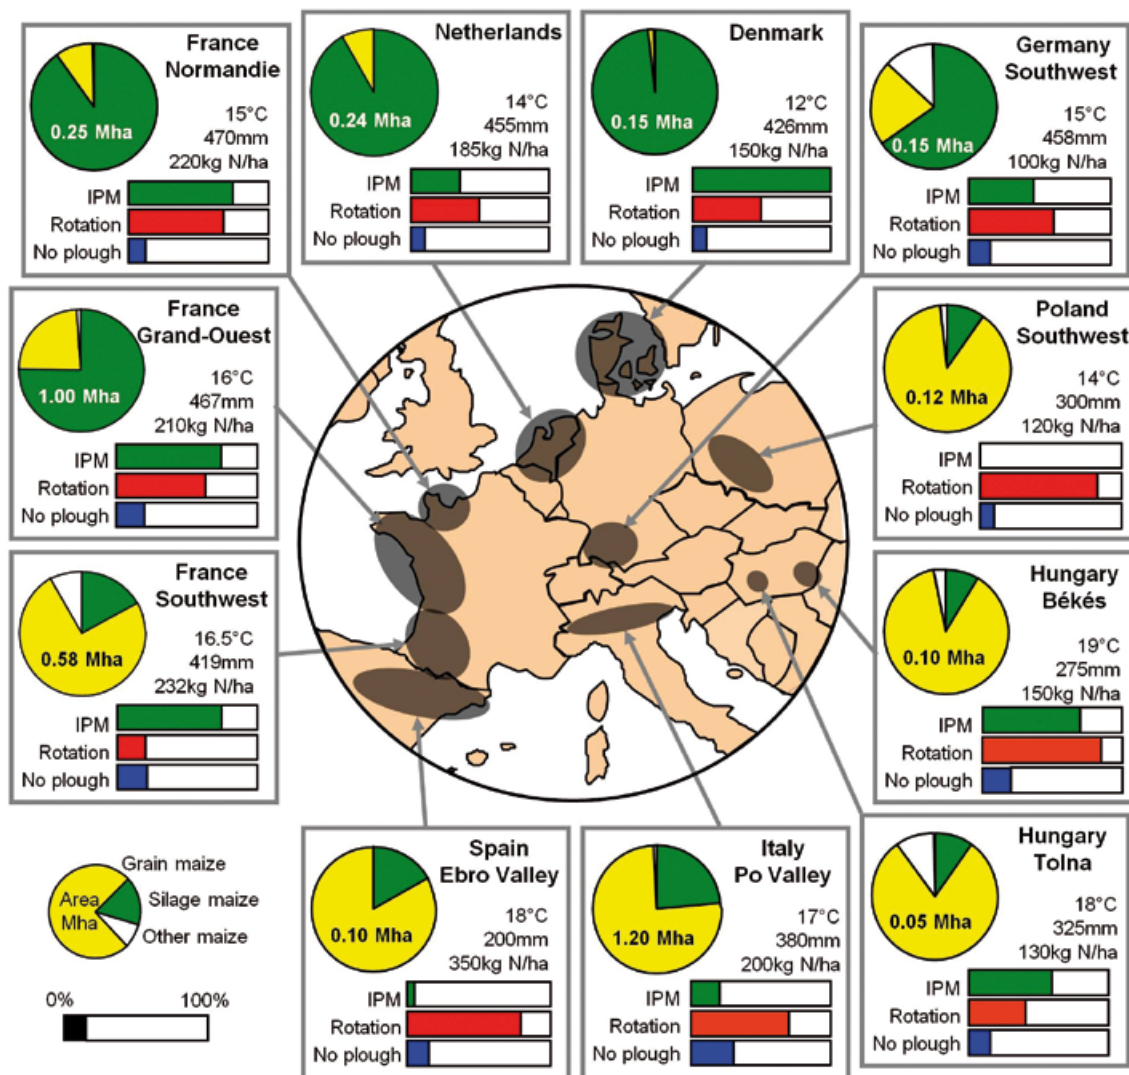 France
Normandie
0.25 Mha
15°C
470mm
220kg N/ha
IPM
Rotation
No plough
Netherlands
0.24 Mha
14°C
455mm
185kg N/ha
IPM
Rotation
No plough
Denmark
0.15 Mha
12°C
426mm
150kg N/ha
IPM
Rotation
No plough
Germany
Southwest
0.15 Mha
15°C
458mm
100kg N/ha
IPM
Rotation
No plough
France
Grand-Ouest
1.00 Mha
16°C
467mm
210kg N/ha
IPM
Rotation
No plough
Poland
Southwest
0.12 Mha
14°C
300mm
120kg N/ha
IPM
Rotation
No plough
France
Southwest
0.58 Mha
16.5°C
419mm
232kg N/ha
IPM
Rotation
No plough
Hungary
Békés
0.10 Mha
19°C
275mm
150kg N/ha
IPM
Rotation
No plough
Grain maize
Area
Mha
Silage maize
Other maize
0%
100%
Spain
Ebro Valley
0.10 Mha
18°C
200mm
350kg N/ha
IPM
Rotation
No plough
Italy
Po Valley
1.20 Mha
17°C
380mm
200kg N/ha
IPM
Rotation
No plough
Hungary
Tolna
0.05 Mha
18°C
325mm
130kg N/ha
IPM
Rotation
No plough